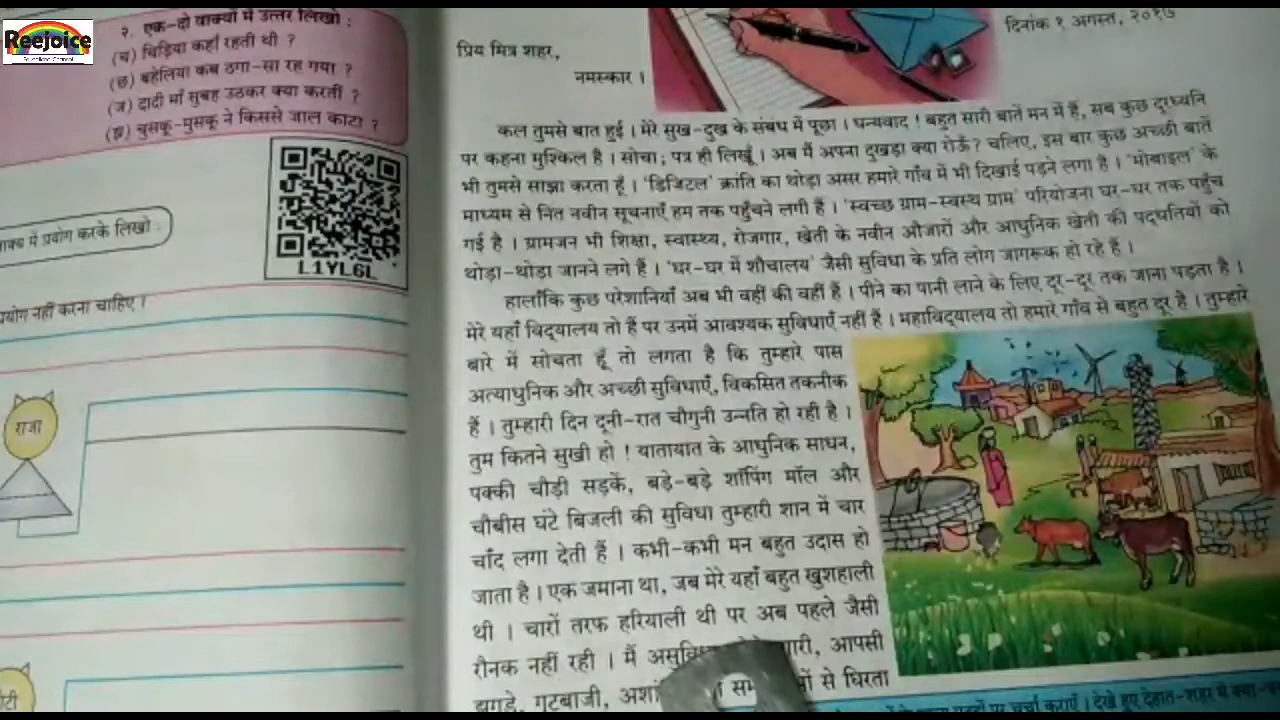 Reejoice
Educational Channel
२. एक-दो वाक्यों में उत्तर लिखो :
(च) चिड़िया कहाँ रहती थी ?
(छ) बहेलिया कब ठगा-सा रह गया ?
(ज) दादी माँ सुबह उठकर क्या करतीं ?
(झ) चुसकू-मुसकू ने किससे जाल काटा ?
L1YL6L
वाक्य में प्रयोग करके लिखो :
प्रयोग नहीं करना चाहिए ।
राजा
दिनांक १ अगस्त, २०१७
प्रिय मित्र शहर,
नमस्कार ।
कल तुमसे बात हुई । मेरे सुख-दुख के संबंध में पूछा । धन्यवाद ! बहुत सारी बातें मन में हैं, सब कुछ दूरध्वनि
पर कहना मुश्किल है । सोचा; पत्र ही लिखूँ । अब मैं अपना दुखड़ा क्या रोऊँ? चलिए, इस बार कुछ अच्छी बातें
भी तुमसे साझा करता हूँ । 'डिजिटल' क्रांति का थोड़ा असर हमारे गाँव में भी दिखाई पड़ने लगा है । 'मोबाइल' के
माध्यम से नित नवीन सूचनाएँ हम तक पहुँचने लगी हैं । 'स्वच्छ ग्राम-स्वस्थ ग्राम' परियोजना घर-घर तक पहुँच
गई है । ग्रामजन भी शिक्षा, स्वास्थ्य, रोजगार, खेती के नवीन औजारों और आधुनिक खेती की पद्धतियों को
थोड़ा-थोड़ा जानने लगे हैं । 'घर-घर में शौचालय' जैसी सुविधा के प्रति लोग जागरूक हो रहे हैं ।
हालाँकि कुछ परेशानियाँ अब भी वहीं की वहीं हैं । पीने का पानी लाने के लिए दूर-दूर तक जाना पड़ता है ।
मेरे यहाँ विद्यालय तो हैं पर उनमें आवश्यक सुविधाएँ नहीं हैं । महाविद्यालय तो हमारे गाँव से बहुत दूर है । तुम्हारे
बारे में सोचता हूँ तो लगता है कि तुम्हारे पास
अत्याधुनिक और अच्छी सुविधाएँ, विकसित तकनीक
हैं । तुम्हारी दिन दूनी-रात चौगुनी उन्नति हो रही है ।
तुम कितने सुखी हो ! यातायात के आधुनिक साधन,
पक्की चौड़ी सड़कें, बड़े-बड़े शॉपिंग मॉल और
चौबीस घंटे बिजली की सुविधा तुम्हारी शान में चार
चाँद लगा देती हैं । कभी-कभी मन बहुत उदास हो
जाता है । एक जमाना था, जब मेरे यहाँ बहुत खुशहाली
थी । चारों तरफ हरियाली थी पर अब पहले जैसी
रौनक नहीं रही । मैं आपसी
झगड़े, गुटबाजी, से घिरता
पर चर्चा कराएँ । देखे हुए देहात-शहर में